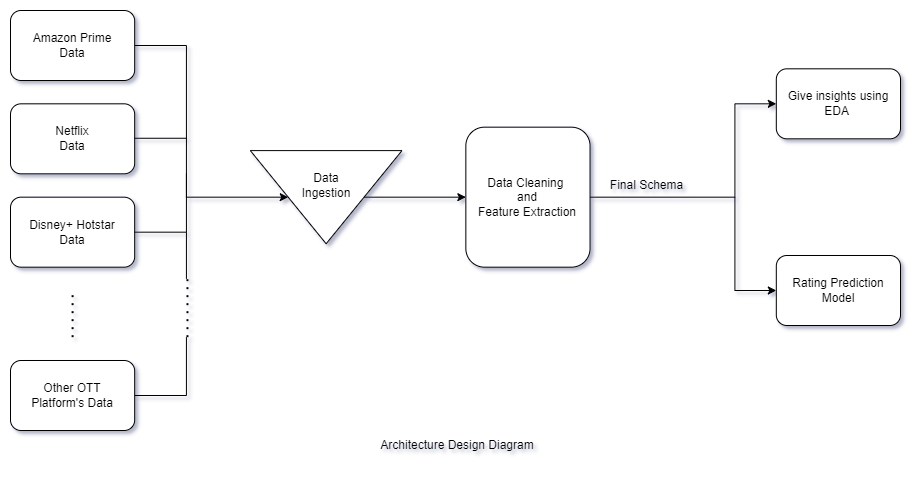 Amazon Prime
Data
Netflix
Data
Disney+ Hotstar
Data
Other OTT
Platform's Data
Data
Ingestion
Data Cleaning
and
Feature Extraction
Final Schema
Give insights using
EDA
Rating Prediction
Model
Architecture Design Diagram